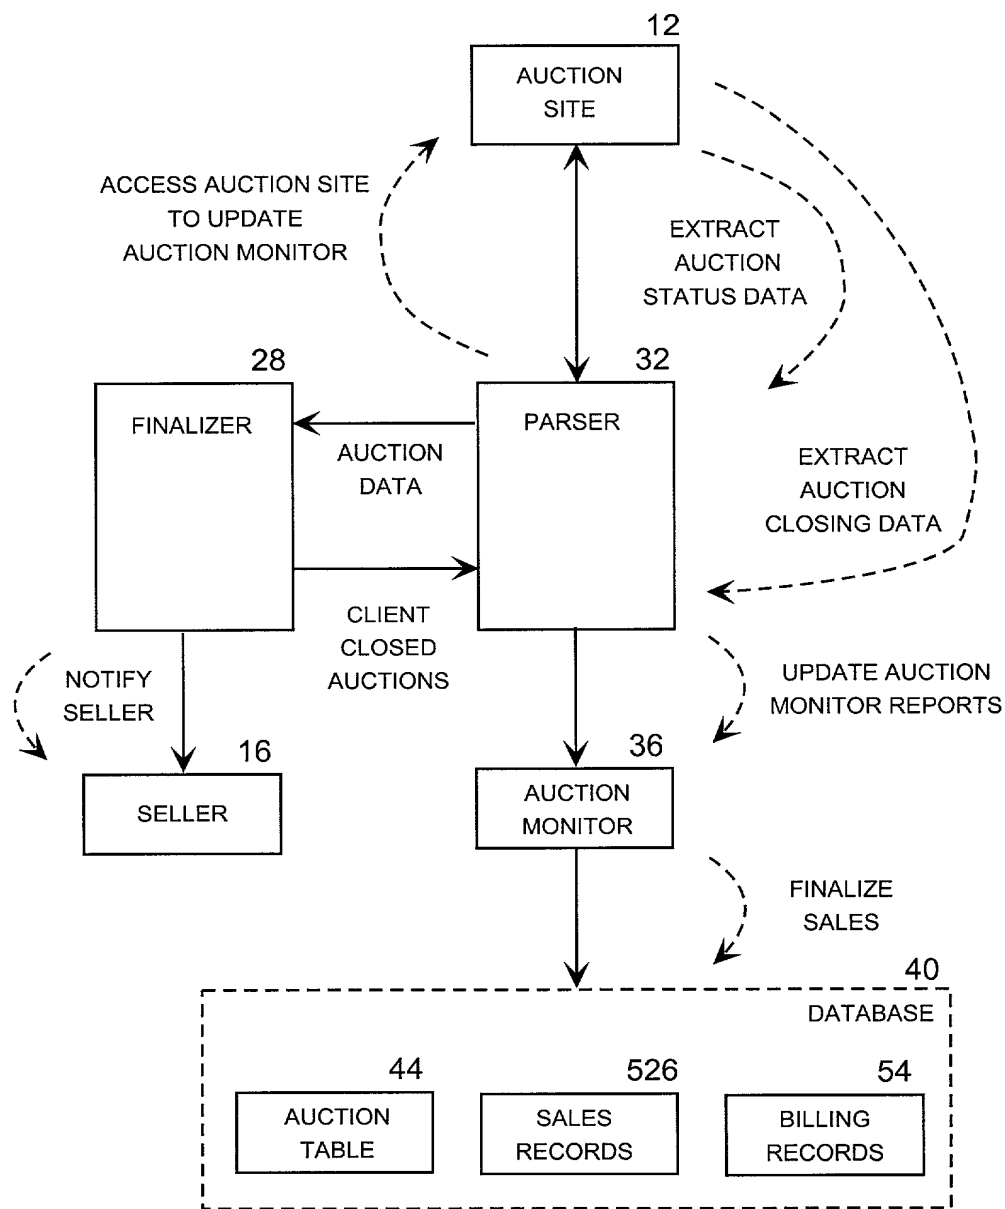 12
AUCTION
SITE
ACCESS AUCTION SITE
TO UPDATE
AUCTION MONITOR
EXTRACT
AUCTION
STATUS DATA
28
FINALIZER
32
PARSER
AUCTION
DATA
EXTRACT
AUCTION
CLOSING DATA
CLIENT
CLOSED
AUCTIONS
NOTIFY
SELLER
UPDATE AUCTION
MONITOR REPORTS
16
SELLER
36
AUCTION
MONITOR
FINALIZE
SALES
40
DATABASE
44
AUCTION
TABLE
526
SALES
RECORDS
54
BILLING
RECORDS